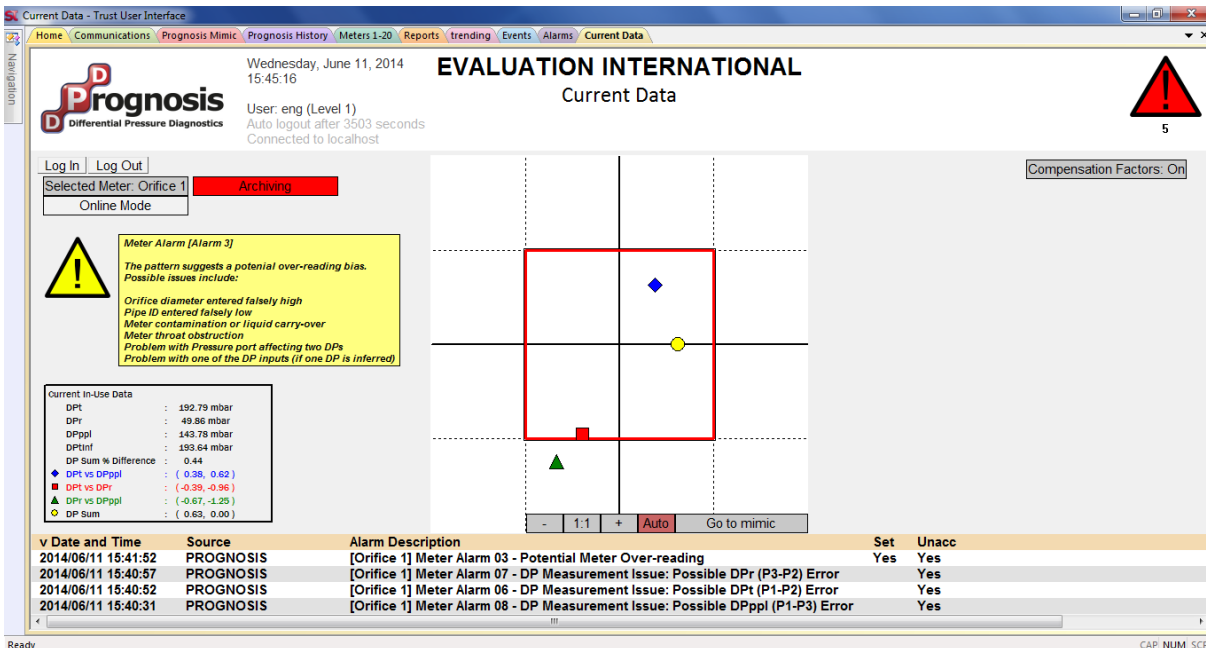 Current Data - Trust User Interface
Home Communications Prognosis Mimic Prognosis History Meters 1-20 Reports trending Events Alarms Current Data
Navigation
Prognosis
Differential Pressure Diagnostics
D
Wednesday, June 11, 2014
15:45:16
User: eng (Level 1)
Auto logout after 3503 seconds
Connected to localhost
EVALUATION INTERNATIONAL
Current Data
5
Log In Log Out
Selected Meter: Orifice 1 Archiving
Online Mode
Compensation Factors: On
Meter Alarm [Alarm 3]
The pattern suggests a potenial over-reading bias.
Possible issues include:
Orifice diameter entered falsely high
Pipe ID entered falsely low
Meter contamination or liquid carry-over
Meter throat obstruction
Problem with Pressure port affecting two DPs
Problem with one of the DP inputs (if one DP is inferred)
Current In-Use Data
DPt : 192.79 mbar
DPr : 49.86 mbar
DPppl : 143.78 mbar
DPtinf : 193.64 mbar
DP Sum % Difference : 0.44
DPt vs DPppl : ( 0.38, 0.62 )
DPt vs DPr : (-0.39, -0.96 )
DPr vs DPppl : ( -0.67, -1.25 )
DP Sum : ( 0.63, 0.00 )
- 1:1 + Auto Go to mimic
v Date and Time Source Alarm Description Set Unacc
2014/06/11 15:41:52 PROGNOSIS [Orifice 1] Meter Alarm 03 - Potential Meter Over-reading Yes Yes
2014/06/11 15:40:57 PROGNOSIS [Orifice 1] Meter Alarm 07 - DP Measurement Issue: Possible DPr (P3-P2) Error Yes
2014/06/11 15:40:52 PROGNOSIS [Orifice 1] Meter Alarm 06 - DP Measurement Issue: Possible DPt (P1-P2) Error Yes
2014/06/11 15:40:31 PROGNOSIS [Orifice 1] Meter Alarm 08 - DP Measurement Issue: Possible DPppl (P1-P3) Error Yes
Ready
CAP NUM SCR